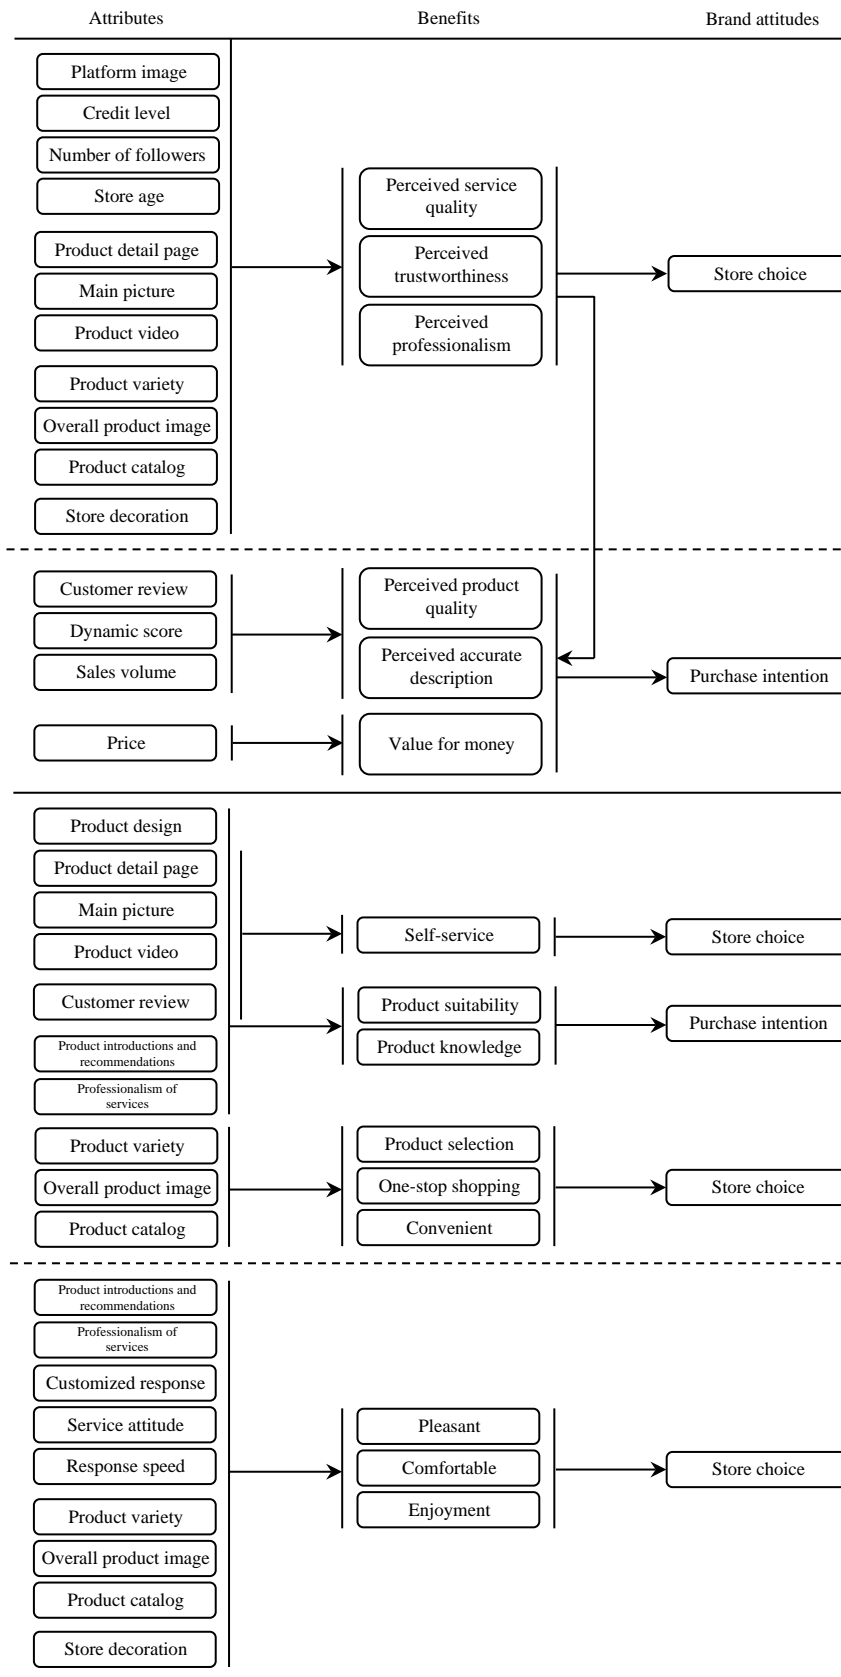 Attributes
Benefits
Brand attitudes
Platform image
Credit level
Number of followers
Store age
Product detail page
Main picture
Product video
Product variety
Overall product image
Product catalog
Store decoration
Perceived service
quality
Perceived
trustworthiness
Perceived
professionalism
Store choice
Customer review
Dynamic score
Sales volume
Price
Perceived product
quality
Perceived accurate
description
Value for money
Purchase intention
Product design
Product detail page
Main picture
Product video
Customer review
Product introductions and
recommendations
Professionalism of
services
Self-service
Store choice
Product suitability
Product knowledge
Purchase intention
Product variety
Overall product image
Product catalog
Product selection
One-stop shopping
Convenient
Store choice
Product introductions and
recommendations
Professionalism of
services
Customized response
Service attitude
Response speed
Product variety
Overall product image
Product catalog
Store decoration
Pleasant
Comfortable
Enjoyment
Store choice